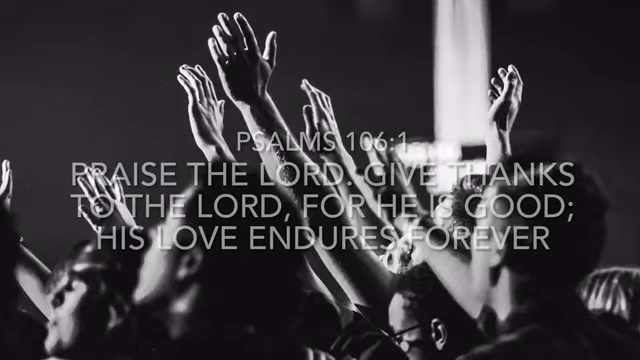 PSALMS 106:1
PRAISE THE LORD. GIVE THANKS
TO THE LORD, FOR HE IS GOOD;
HIS LOVE ENDURES FOREVER